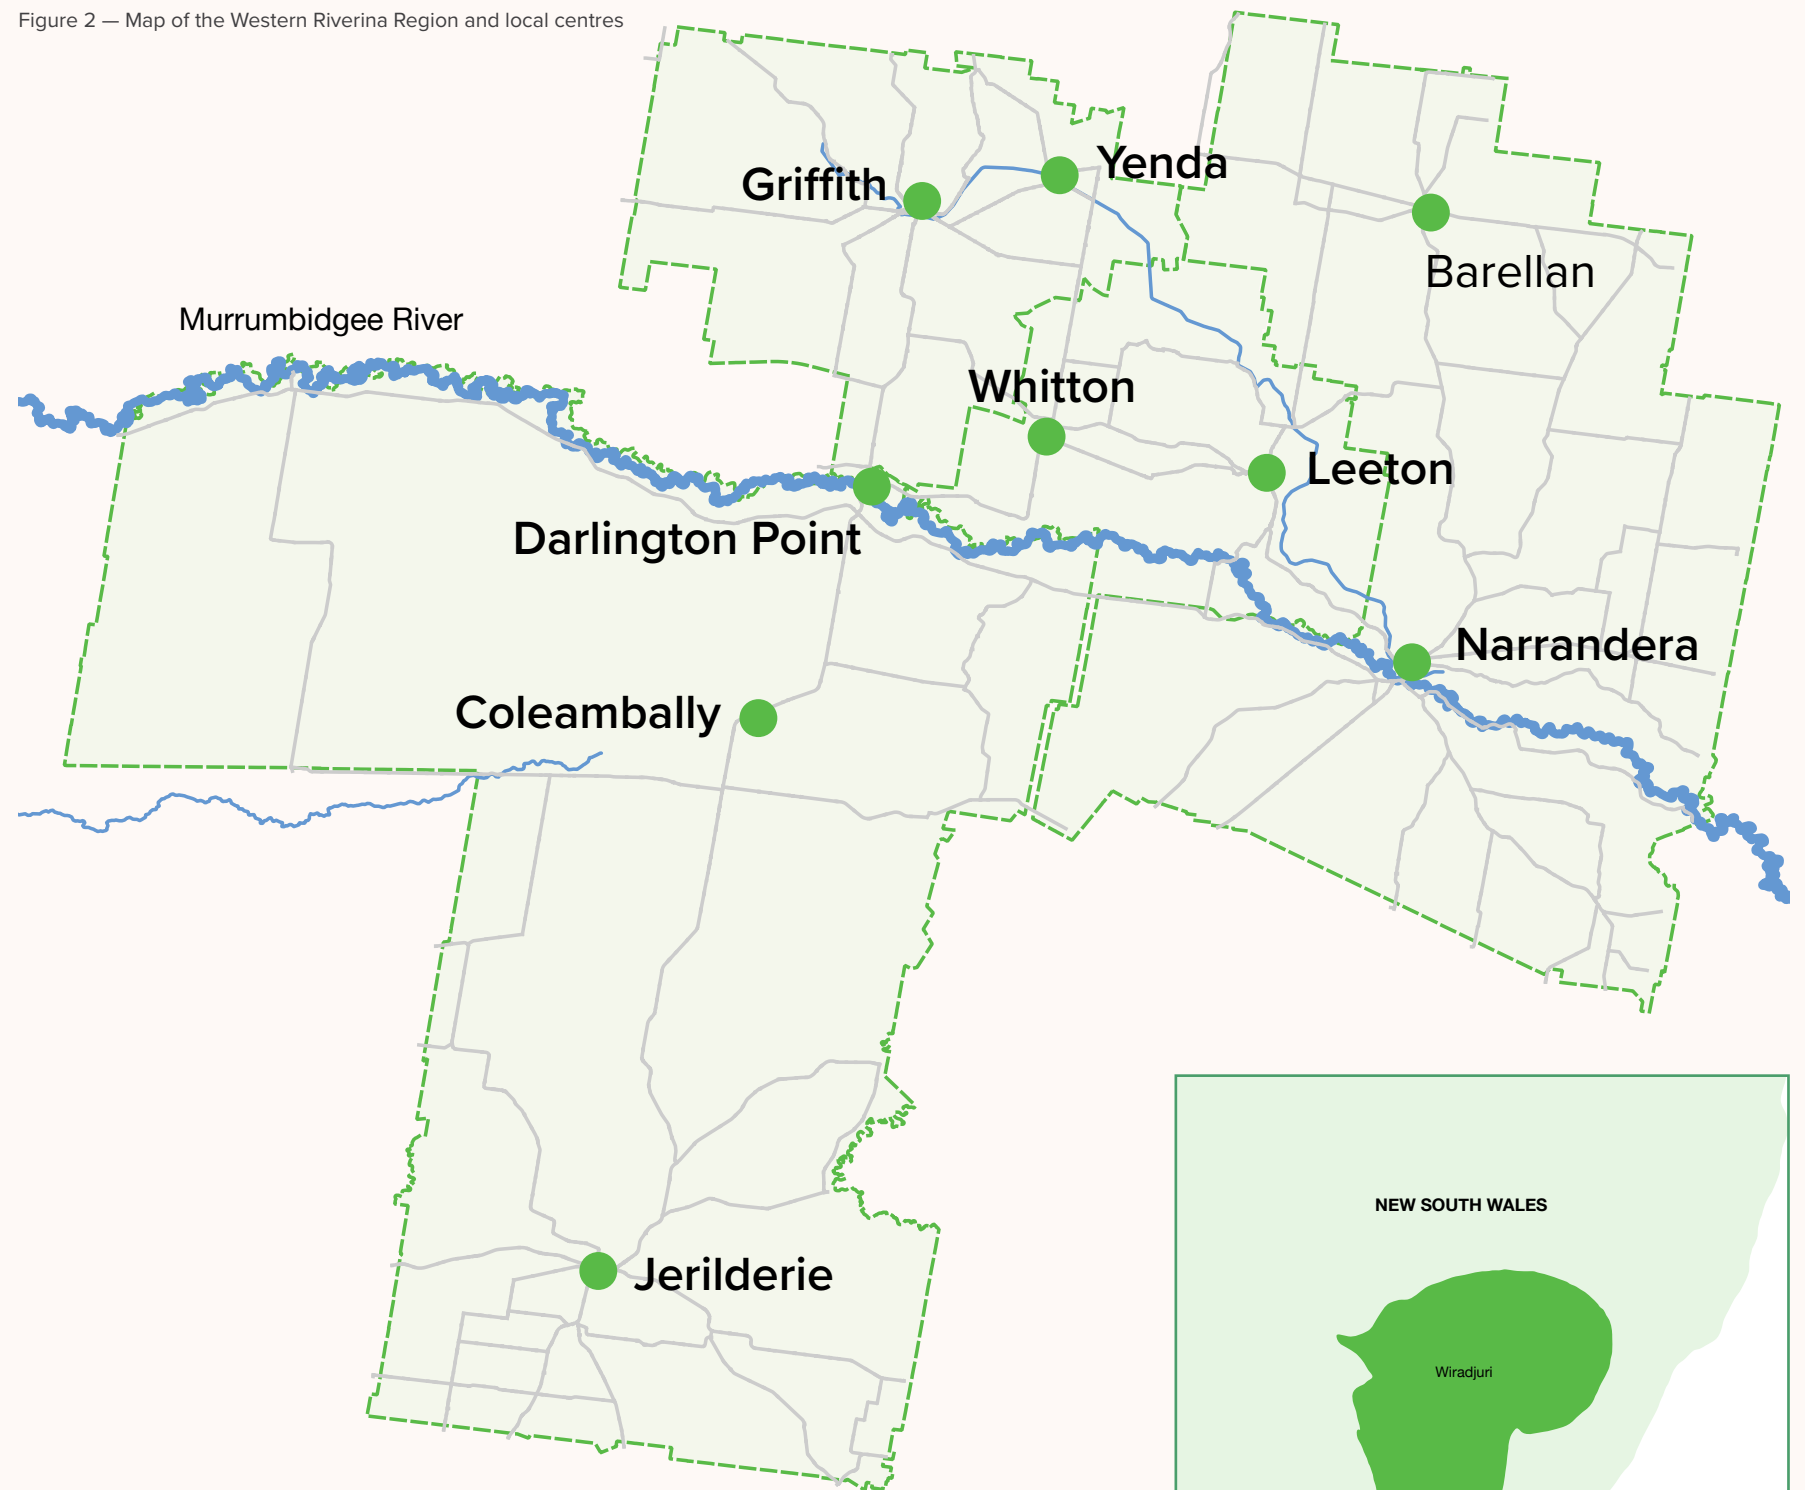 Figure 2 — Map of the Western Riverina Region and local centres
Yenda
Griffith
Barellan
Murrumbidgee River
Whitton
Leeton
Darlington Point
Narrandera
Coleambally
Jerilderie
NEW SOUTH WALES
Wiradjuri